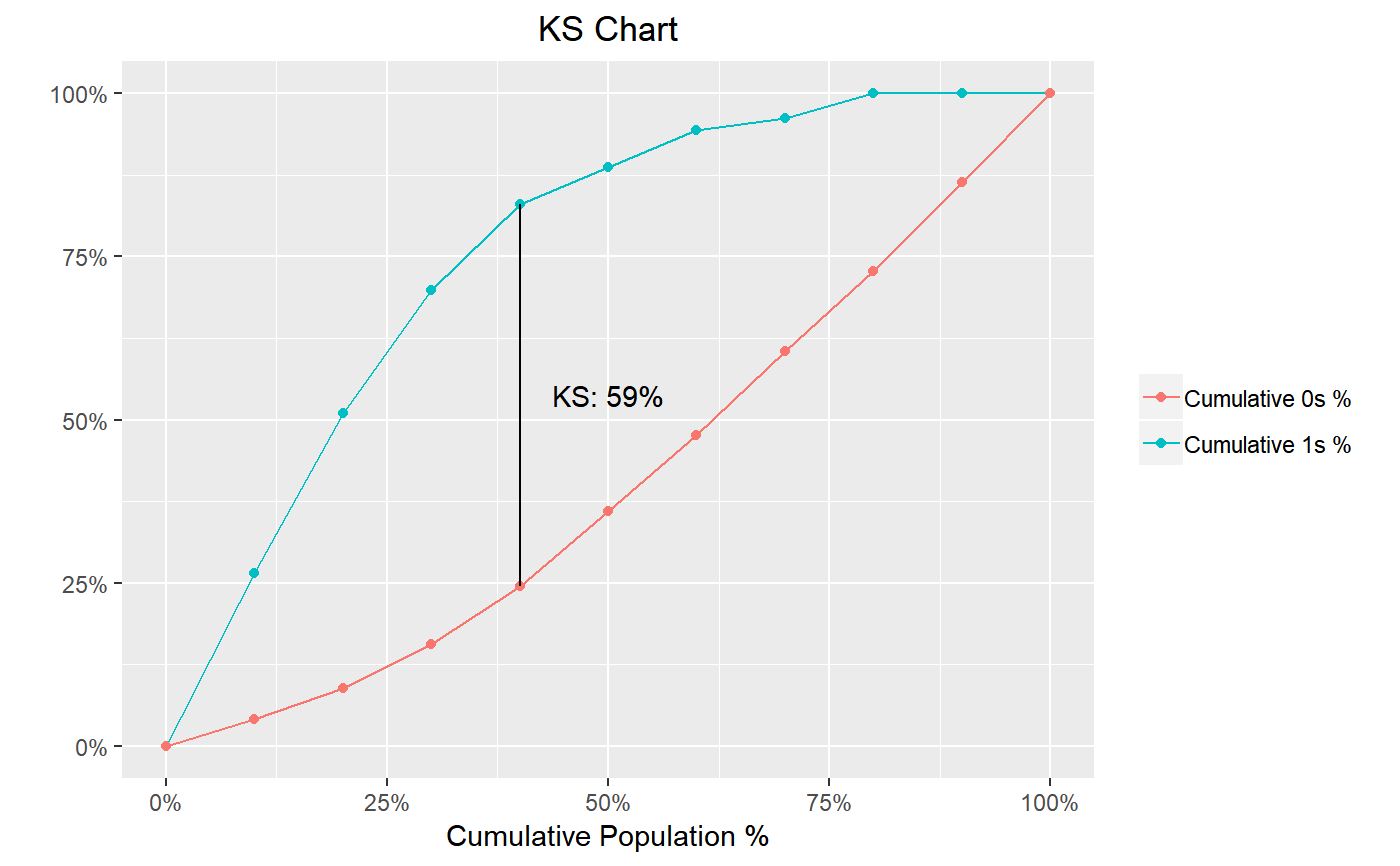 KS Chart
100%
75%
50%
25%
0%
KS: 59%
0% 25% 50% 75% 100%
Cumulative Population %
Cumulative 0s %
Cumulative 1s %